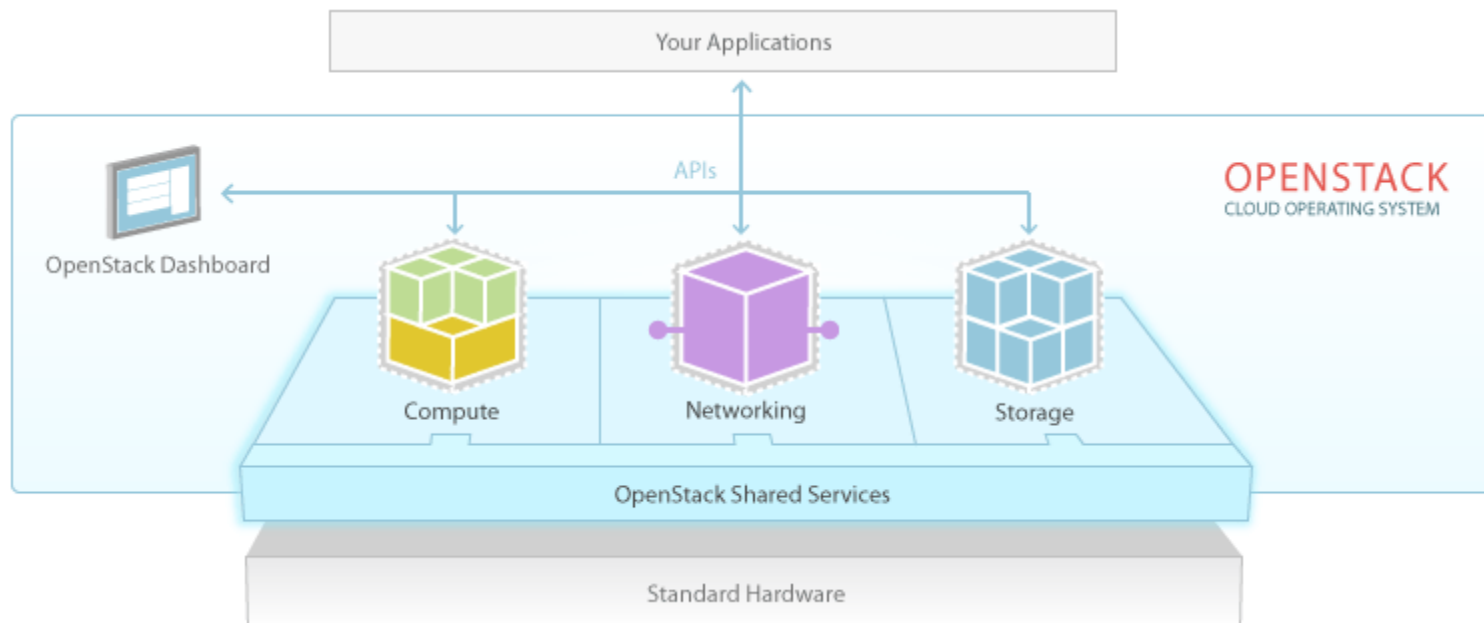 Your Applications
APIs
OPENSTACK
CLOUD OPERATING SYSTEM
OpenStack Dashboard
Compute
Networking
Storage
OpenStack Shared Services
Standard Hardware